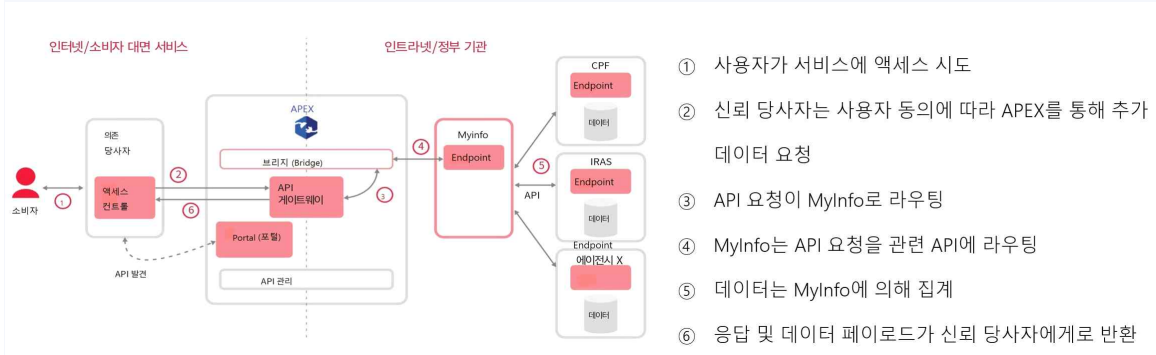 인터넷/소비자 대면 서비스
인트라넷/정부 기관
소비자
①
의존
당사자
액세스
컨트롤
②
⑥
API 발견
APEX
브리지 (Bridge)
API
게이트웨이
③
Portal (포털)
API 관리
④
Myinfo
Endpoint
⑤
API
CPF
Endpoint
데이터
IRAS
Endpoint
데이터
Endpoint
에이전시 X
데이터
① 사용자가 서비스에 액세스 시도
② 신뢰 당사자는 사용자 동의에 따라 APEX를 통해 추가
데이터 요청
③ API 요청이 MyInfo로 라우팅
④ MyInfo는 API 요청을 관련 API에 라우팅
⑤ 데이터는 MyInfo에 의해 집계
⑥ 응답 및 데이터 페이로드가 신뢰 당사자에게로 반환